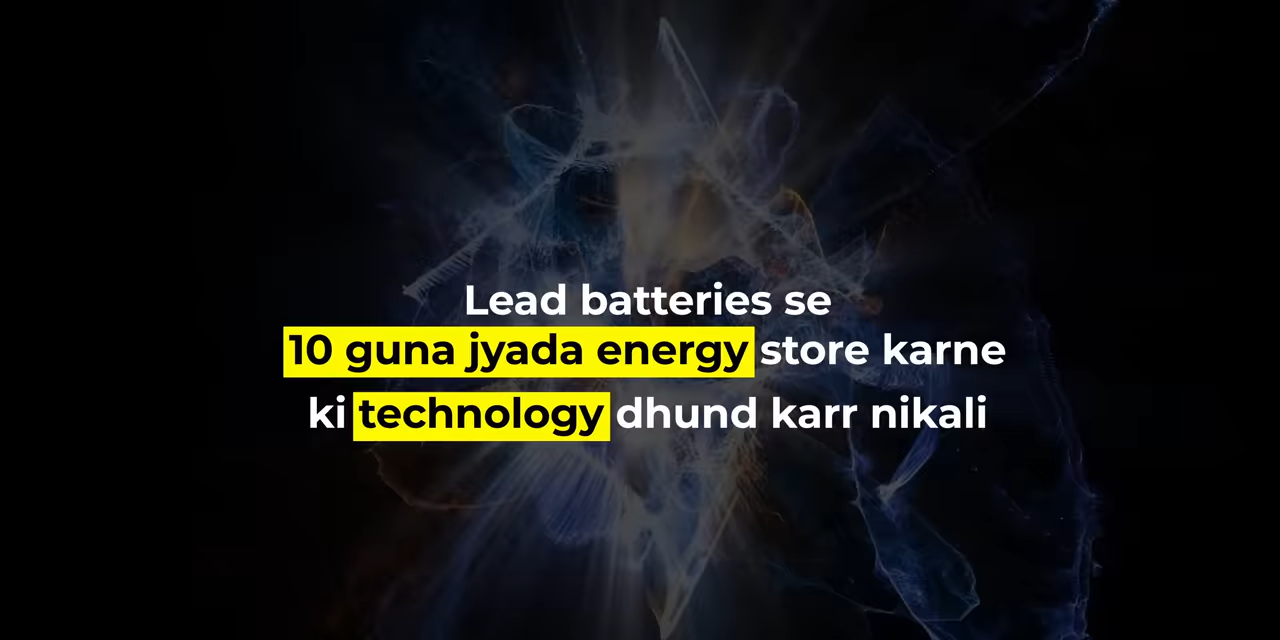 Lead batteries se
10 guna jyada energy store karne
ki technology dhund karr nikali